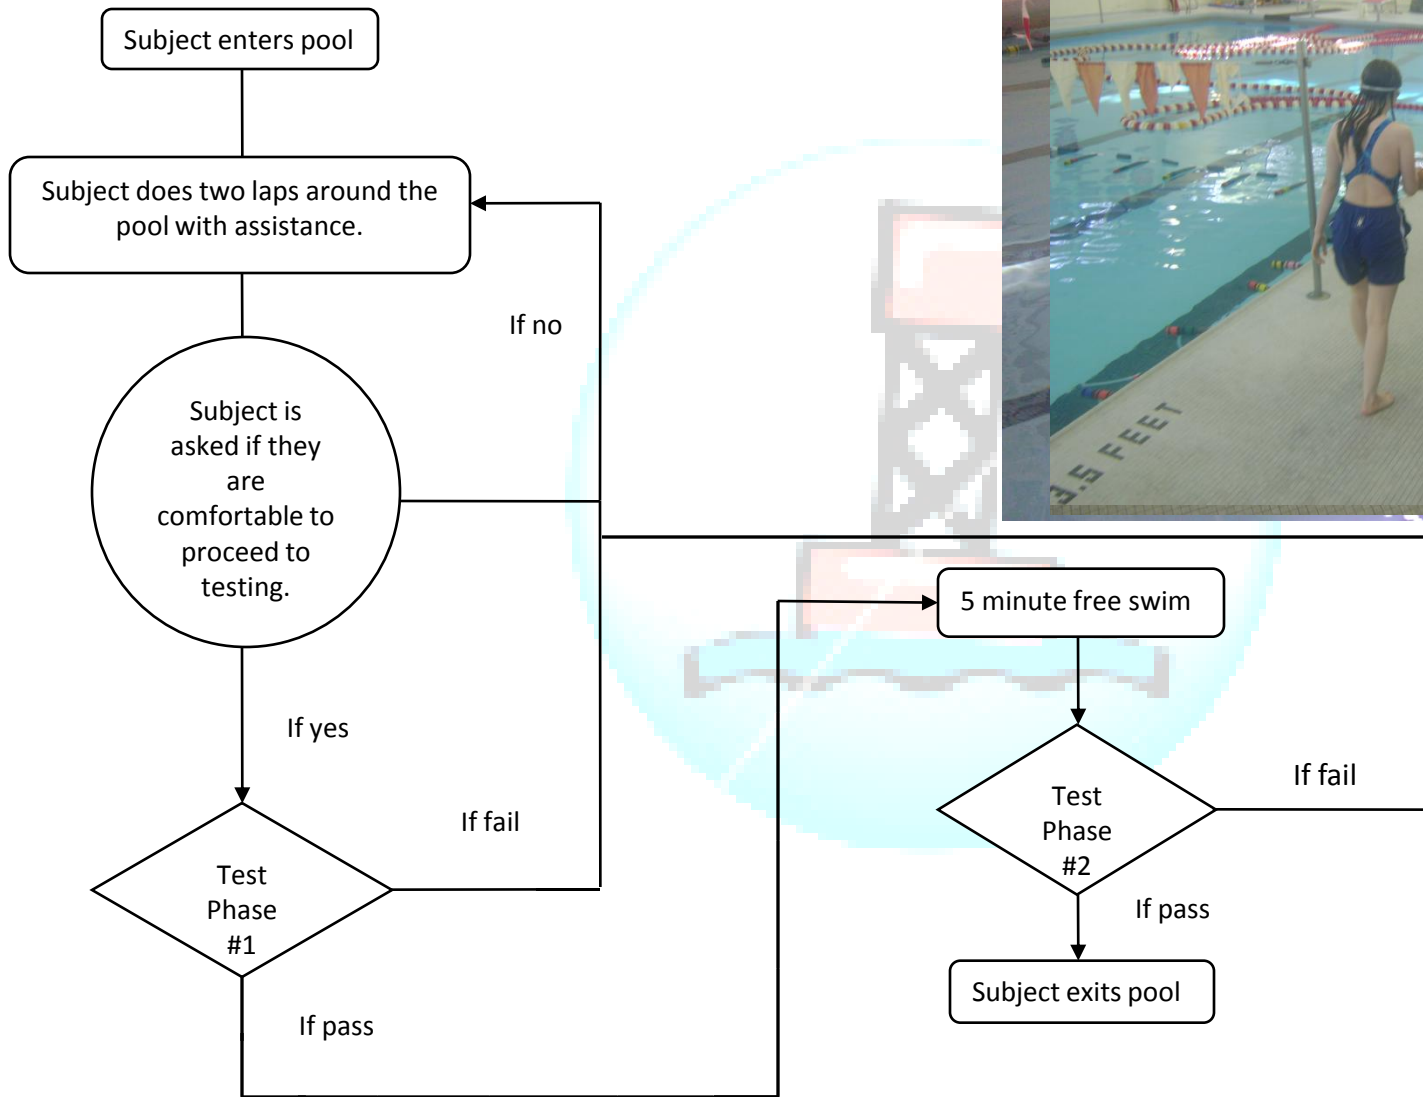 Subject enters pool
Subject does two laps around the
pool with assistance.
If no
Subject is
asked if they
are
comfortable to
proceed to
testing.
If yes
If fail
Test
Phase
#1
If pass
3.5 FEET
5 minute free swim
Test
Phase
#2
If fail
If pass
Subject exits pool